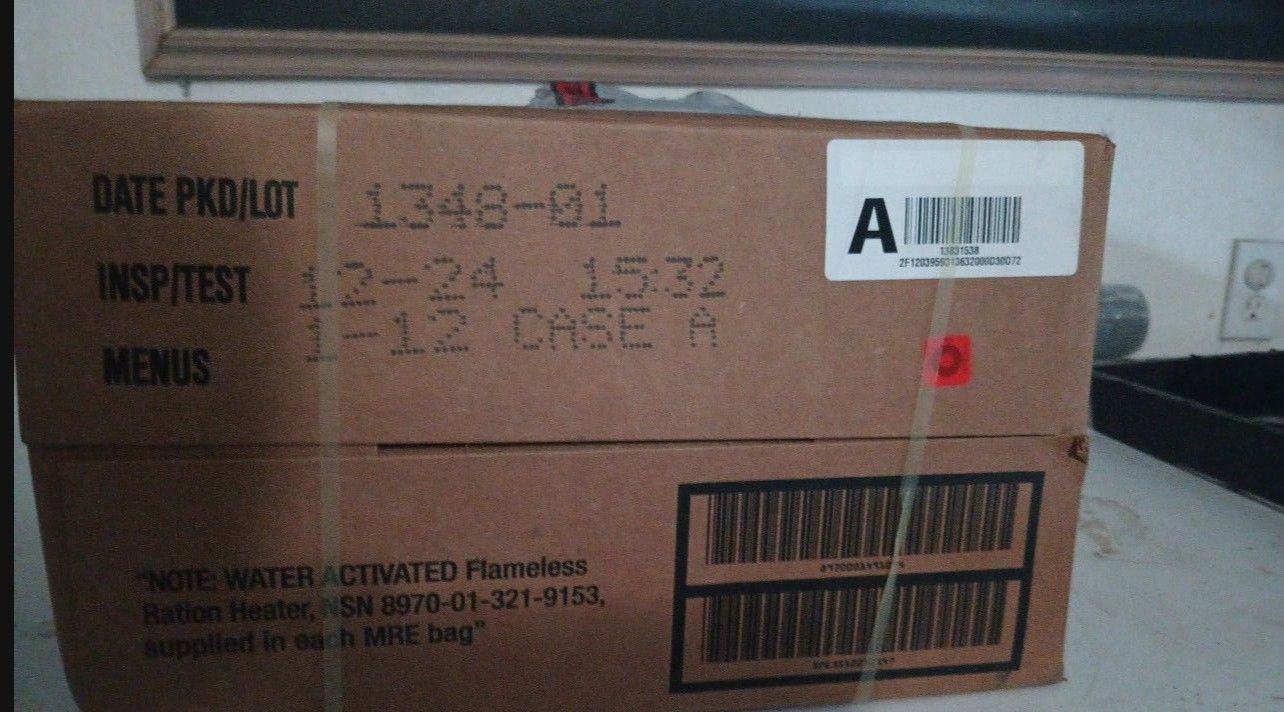 DATE PKD/LOT 1348-01
INSP/TEST 12-24 1532
MENUS 1-12 CASE A
A
"NOTE: WATER ACTIVATED Flameless
Ration Heater, NSN 8970-01-321-9153,
supplied in each MRE bag"